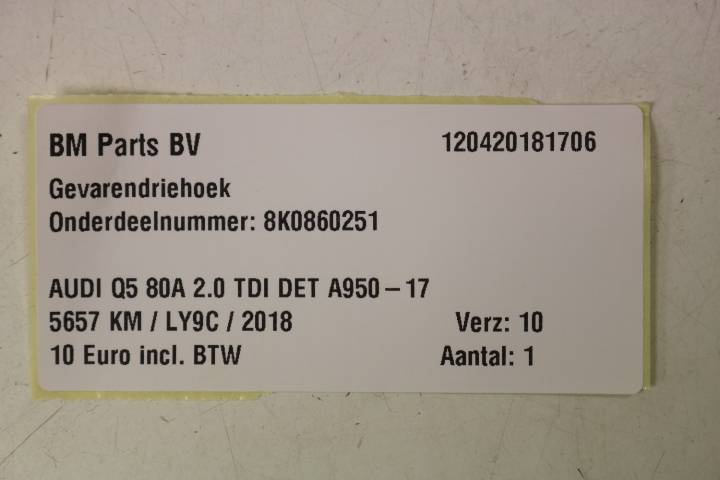 BM Parts BV 120420181706
Gevarendriehoek
Onderdeelnummer: 8K0860251
AUDI Q5 80A 2.0 TDI DET A950-17
5657 KM / LY9C / 2018 Verz: 10
10 Euro incl. BTW Aantal: 1